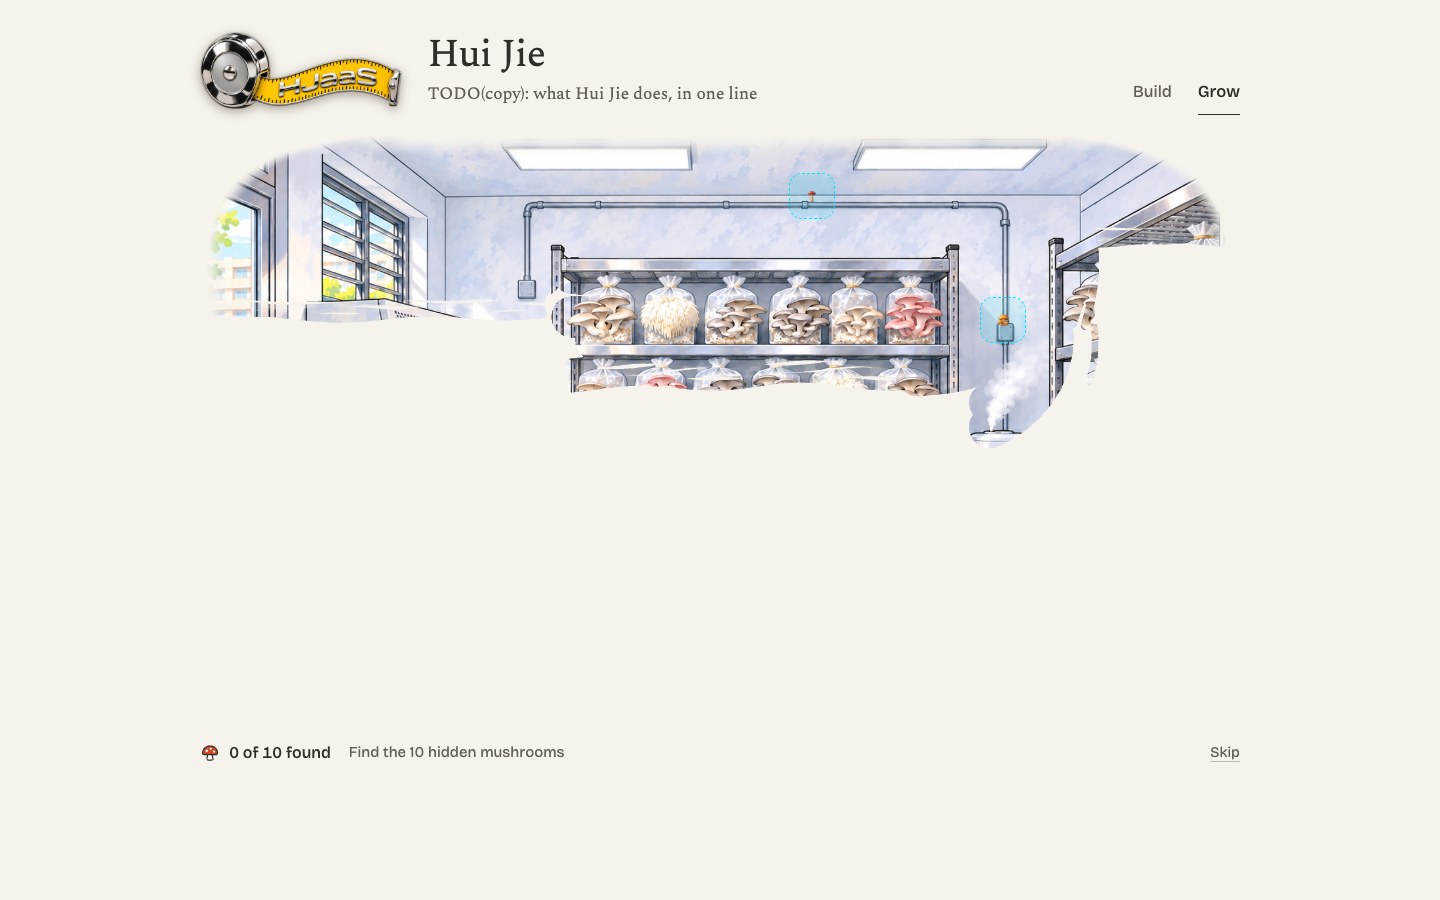 HJaaS
Hui Jie
TODO(copy): what Hui Jie does, in one line
Build
Grow
0 of 10 found
Find the 10 hidden mushrooms
Skip